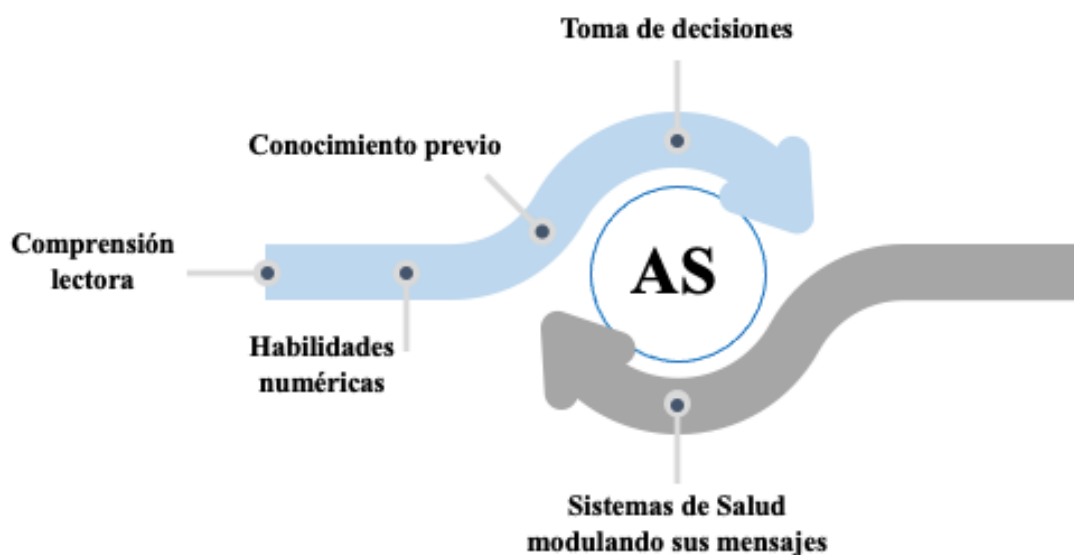 Toma de decisiones
Conocimiento previo
Comprensión
lectora
AS
Habilidades
numéricas
Sistemas de Salud
modulando sus mensajes